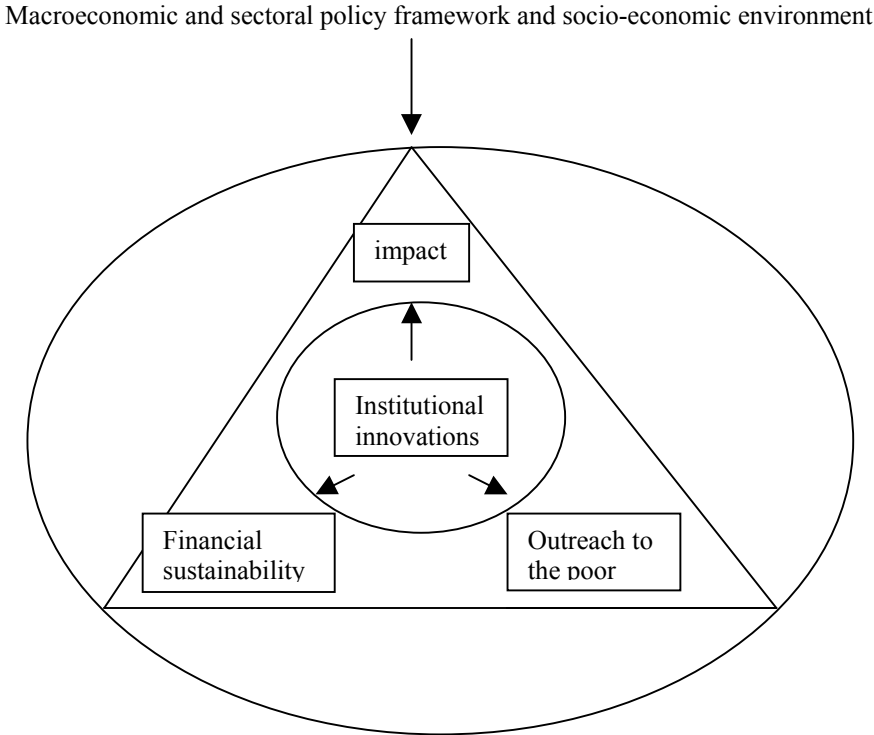 Macroeconomic and sectoral policy framework and socio-economic environment
impact
Institutional
innovations
Financial
sustainability
Outreach to
the poor